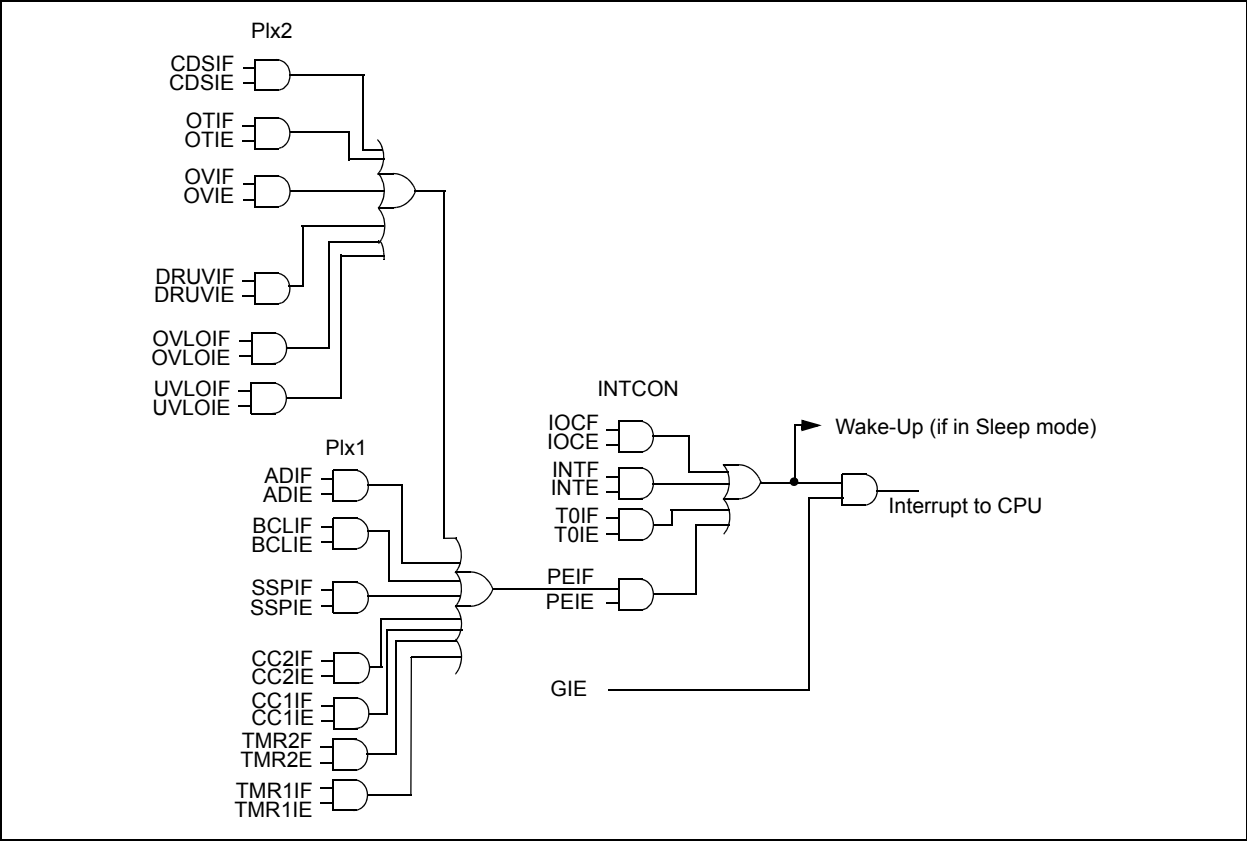 PIx2
CDSIF
CDSIE
OTIF
OTIE
OVIF
OVIE
DRUVIF
DRUVIE
OVLOIF
OVLOIE
UVLOIF
UVLOIE
PIx1
ADIF
ADIE
BCLIF
BCLIE
SSPIF
SSPIE
CC2IF
CC2IE
CC1IF
CC1IE
TMR2F
TMR2E
TMR1IF
TMR1IE
INTCON
IOCF
IOCE
INTF
INTE
T0IF
T0IE
PEIF
PEIE
GIE
Wake-Up (if in Sleep mode)
Interrupt to CPU